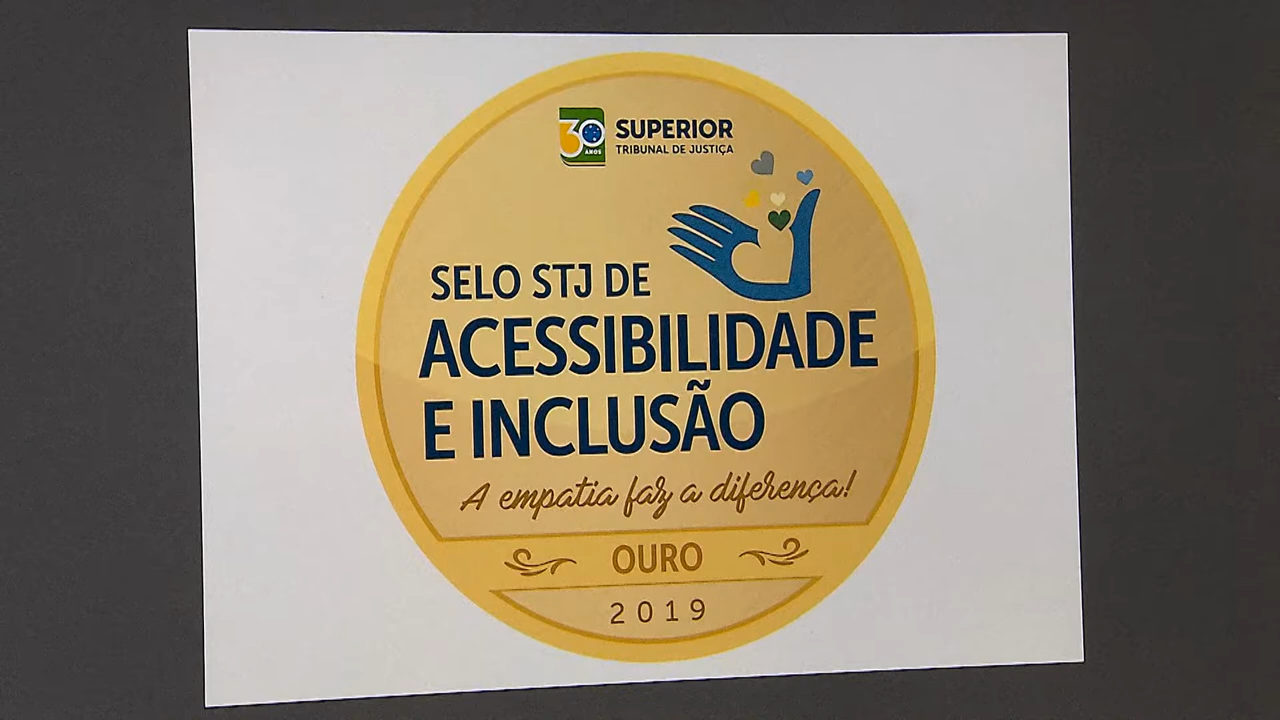 30 ANOS
SUPERIOR
TRIBUNAL DE JUSTIÇA
SELO STJ DE
ACESSIBILIDADE
E INCLUSÃO
A empatia faz a diferença!
OURO
2019